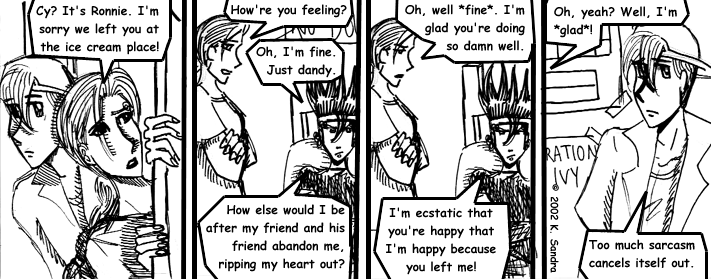 Cy? It's Ronnie. I'm
sorry we left you at
the ice cream place!
How're you feeling?
Oh, I'm fine.
Just dandy.
How else would I be
after my friend and his
friend abandon me,
ripping my heart out?
Oh, well *fine*. I'm
glad you're doing
so damn well.
I'm ecstatic that
you're happy that
I'm happy because
you left me!
Oh, yeah? Well, I'm
*glad*!
RATION
IVY
© 2002 K. Sandra
Too much sarcasm
cancels itself out.